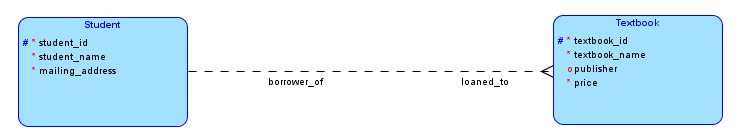 Student
# * student_id
* student_name
* mailing_address
borrower_of
loaned_to
Textbook
# * textbook_id
* textbook_name
o publisher
* price